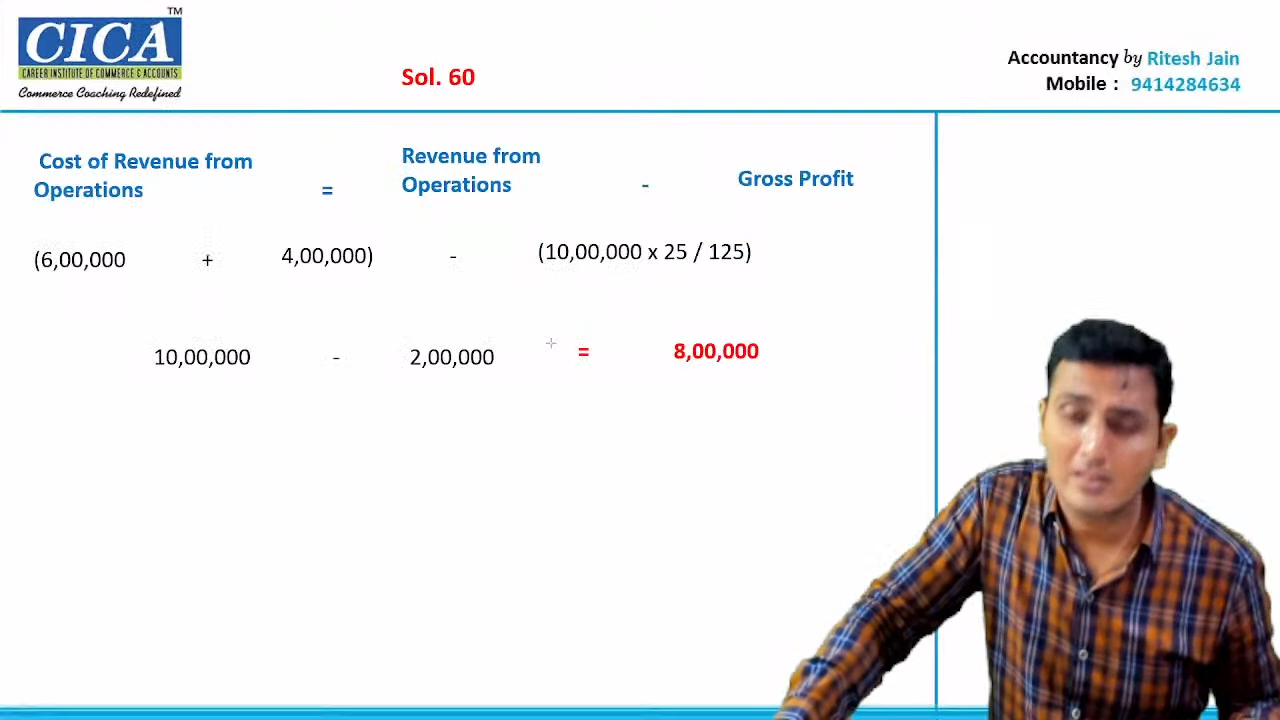 TM
CICA
CAREER INSTITUTE OF COMMERCE & ACCOUNTS
Commerce Coaching Redefined
Sol. 60
Accountancy by Ritesh Jain
Mobile : 9414284634
Cost of Revenue from
Operations
=
Revenue from
Operations
-
Gross Profit
(6,00,000 + 4,00,000) - (10,00,000 x 25 / 125)
10,00,000 - 2,00,000 = 8,00,000